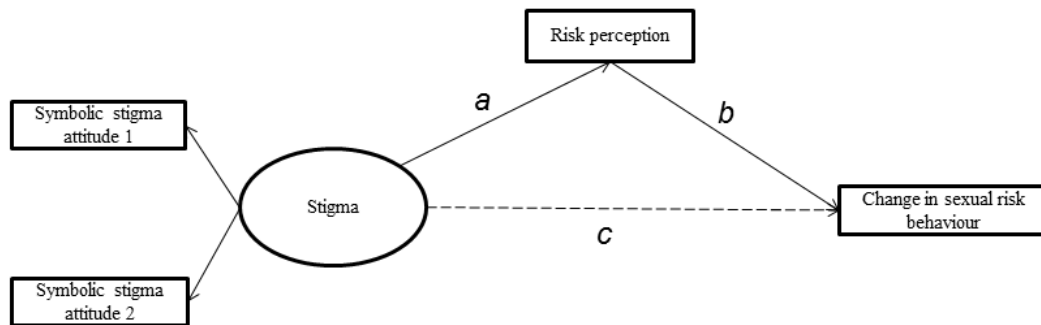 Risk perception
a
b
Symbolic stigma
attitude 1
Stigma
Change in sexual risk
behaviour
c
Symbolic stigma
attitude 2